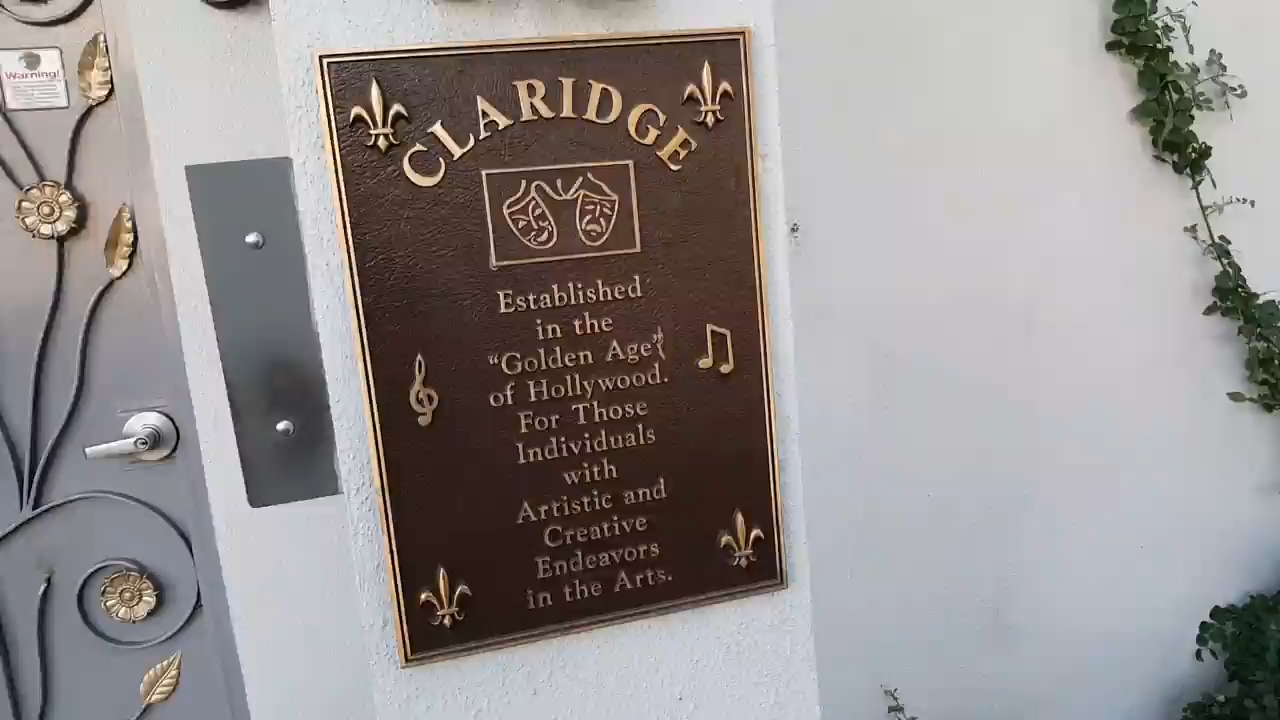 Warning!
CLARIDGE
Established
in the
"Golden Age"
of Hollywood.
For Those
Individuals
with
Artistic and
Creative
Endeavors
in the Arts.